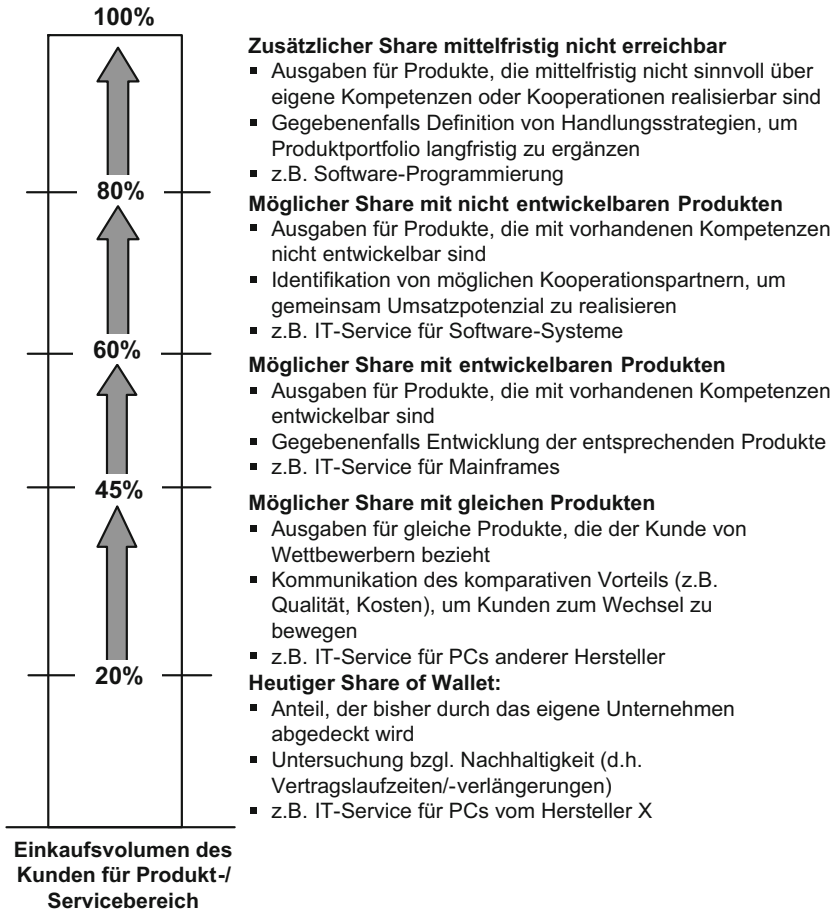 100%
Zusätzlicher Share mittelfristig nicht erreichbar
▪ Ausgaben für Produkte, die mittelfristig nicht sinnvoll über
eigene Kompetenzen oder Kooperationen realisierbar sind
▪ Gegebenenfalls Definition von Handlungsstrategien, um
Produktportfolio langfristig zu ergänzen
▪ z.B. Software-Programmierung
80%
Möglicher Share mit nicht entwickelbaren Produkten
▪ Ausgaben für Produkte, die mit vorhandenen Kompetenzen
nicht entwickelbar sind
▪ Identifikation von möglichen Kooperationspartnern, um
gemeinsam Umsatzpotenzial zu realisieren
▪ z.B. IT-Service für Software-Systeme
60%
Möglicher Share mit entwickelbaren Produkten
▪ Ausgaben für Produkte, die mit vorhandenen Kompetenzen
entwickelbar sind
▪ Gegebenenfalls Entwicklung der entsprechenden Produkte
▪ z.B. IT-Service für Mainframes
45%
Möglicher Share mit gleichen Produkten
▪ Ausgaben für gleiche Produkte, die der Kunde von
Wettbewerbern bezieht
▪ Kommunikation des komparativen Vorteils (z.B.
Qualität, Kosten), um Kunden zum Wechsel zu
bewegen
▪ z.B. IT-Service für PCs anderer Hersteller
20%
Heutiger Share of Wallet:
▪ Anteil, der bisher durch das eigene Unternehmen
abgedeckt wird
▪ Untersuchung bzgl. Nachhaltigkeit (d.h.
Vertragslaufzeiten/-verlängerungen)
▪ z.B. IT-Service für PCs vom Hersteller X
Einkaufsvolumen des
Kunden für Produkt-/
Servicebereich